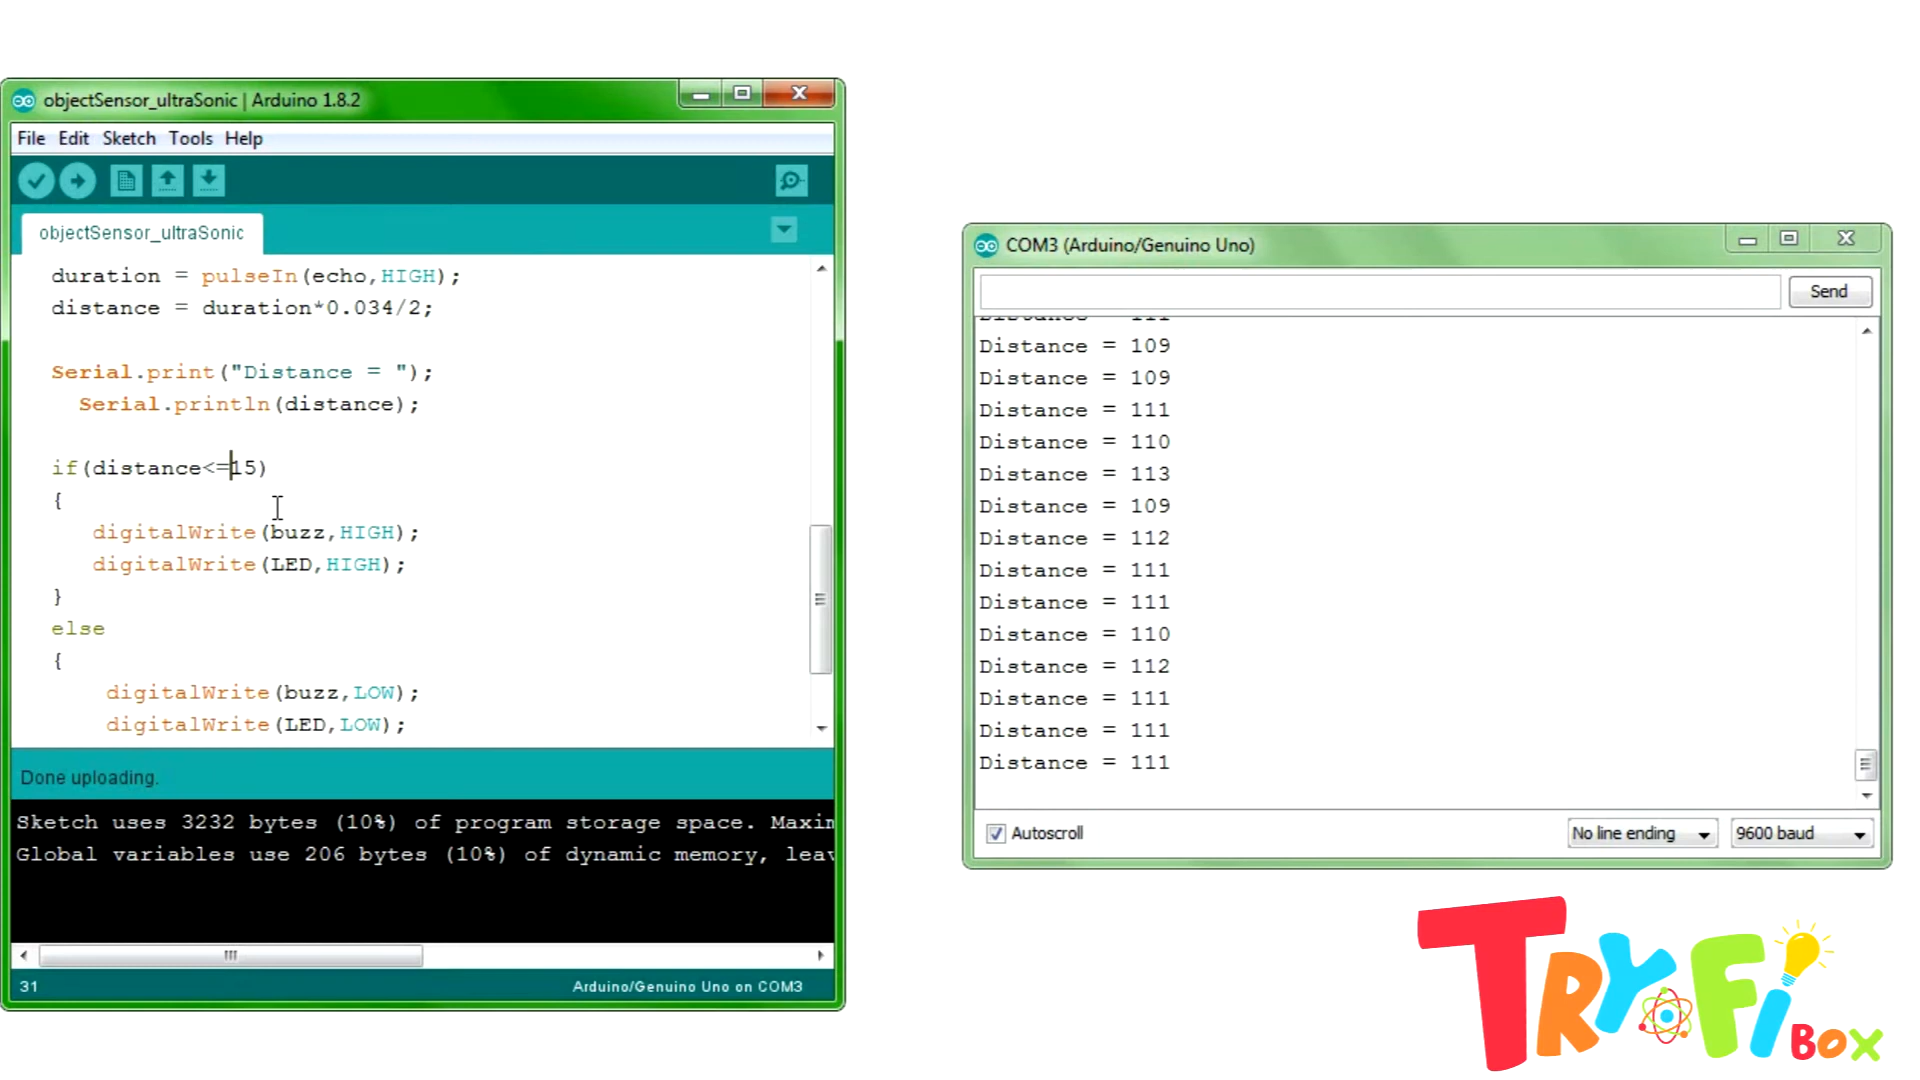 objectSensor_ultraSonic | Arduino 1.8.2
File Edit Sketch Tools Help
objectSensor_ultraSonic
duration = pulseIn(echo,HIGH);
distance = duration*0.034/2;
Serial.print("Distance = ");
Serial.println(distance);
if(distance<=15)
{
digitalWrite(buzz,HIGH);
digitalWrite(LED,HIGH);
}
else
{
digitalWrite(buzz,LOW);
digitalWrite(LED,LOW);
Done uploading.
Sketch uses 3232 bytes (10%) of program storage space. Maxim
Global variables use 206 bytes (10%) of dynamic memory, leav
31
Arduino/Genuino Uno on COM3
COM3 (Arduino/Genuino Uno)
Send
Distance = 111
Distance = 109
Distance = 109
Distance = 111
Distance = 110
Distance = 113
Distance = 109
Distance = 112
Distance = 111
Distance = 111
Distance = 110
Distance = 112
Distance = 111
Distance = 111
Distance = 111
Autoscroll
No line ending
9600 baud
TRYFI
BOX